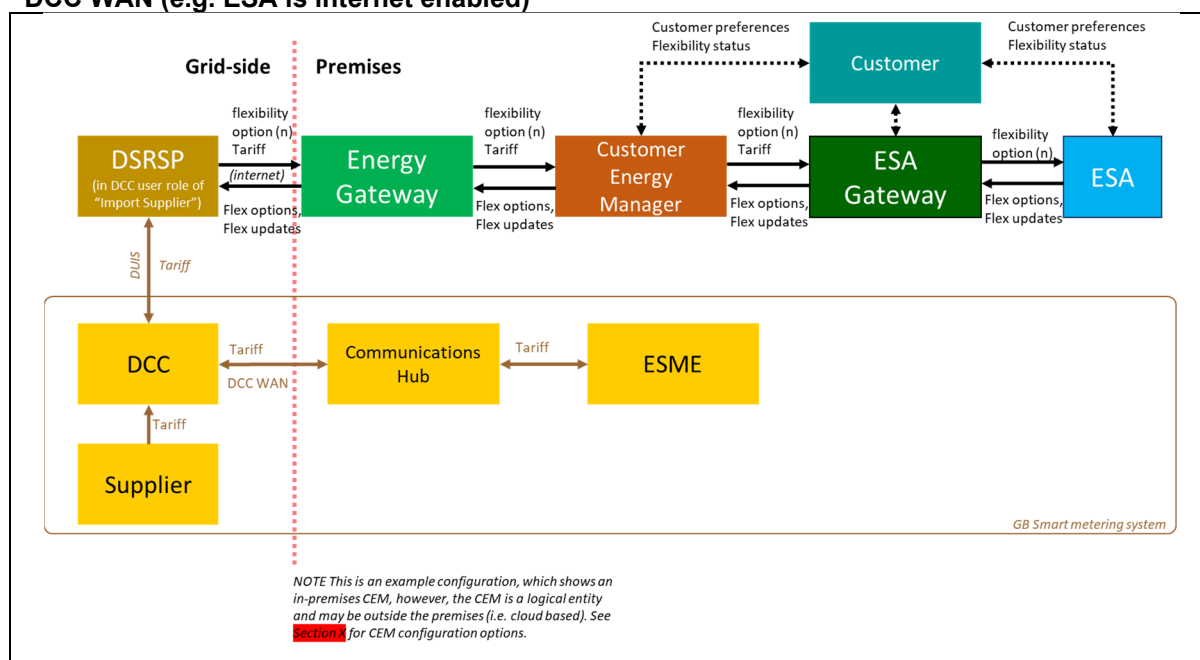 DCC WAN (e.g. ESA is internet enabled)
Customer preferences
Flexibility status
Customer
Customer preferences
Flexibility status
Grid-side
Premises
DSRSP
(in DCC user role of
“Import Supplier”)
flexibility
option (n)
Tariff
(internet)
Flex options,
Flex updates
Energy
Gateway
flexibility
option (n)
Tariff
Flex options,
Flex updates
Customer
Energy
Manager
flexibility
option (n)
Tariff
Flex options,
Flex updates
ESA
Gateway
flexibility
option (n)
Flex options,
Flex updates
ESA
DUIS
Tariff
DCC
Tariff
DCC WAN
Communications
Hub
Tariff
ESME
Tariff
Supplier
GB Smart metering system
NOTE This is an example configuration, which shows an
in-premises CEM, however, the CEM is a logical entity
and may be outside the premises (i.e. cloud based). See
Section X for CEM configuration options.